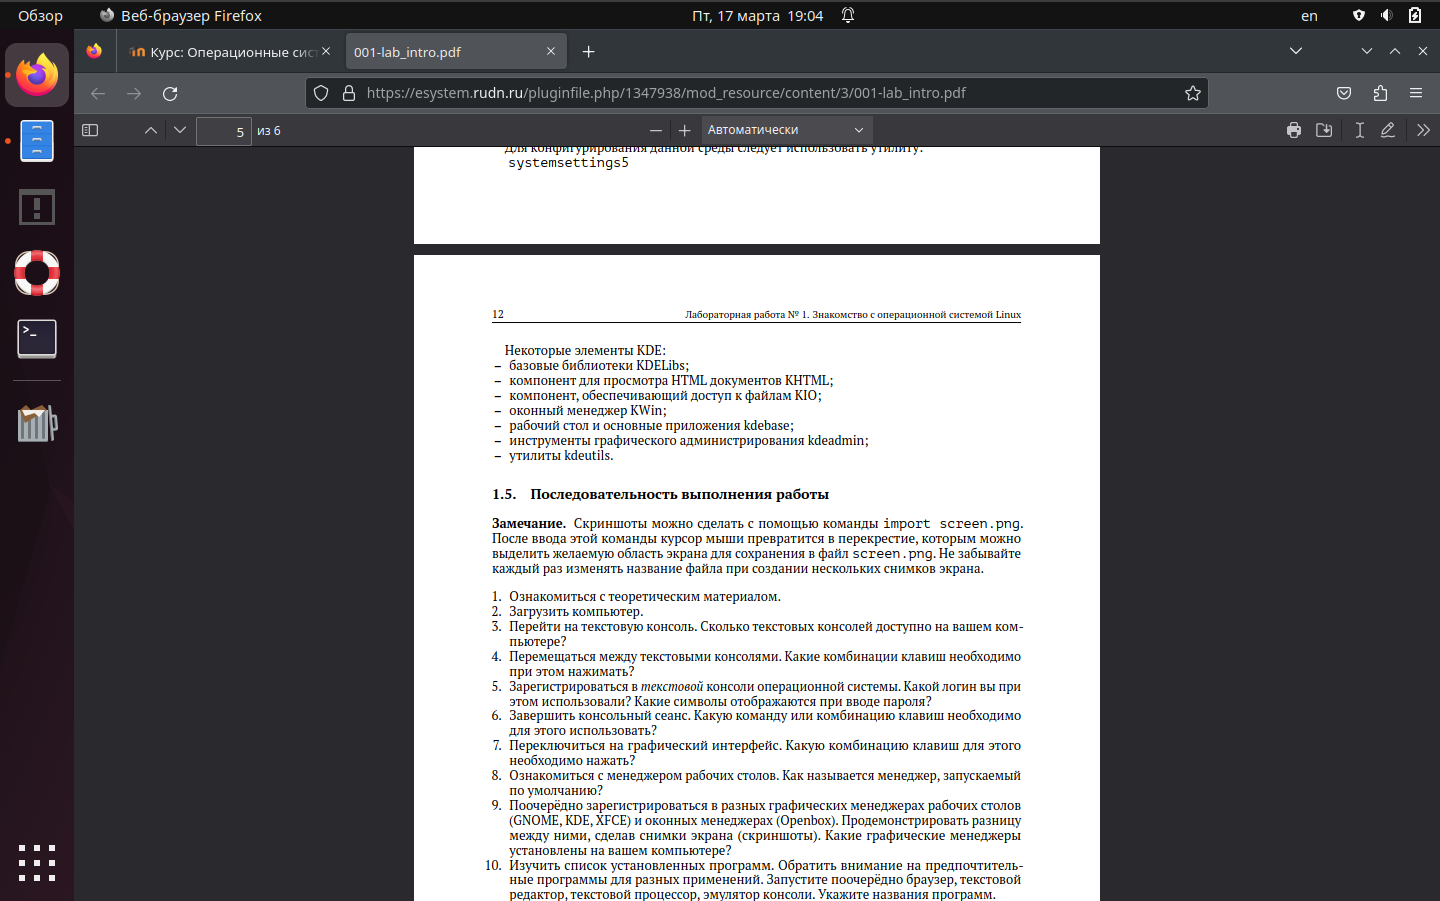 Обзор
Веб-браузер Firefox
Пт, 17 марта 19:04
en
Курс: Операционные сист
001-lab_intro.pdf
https://esystem.rudn.ru/pluginfile.php/1347938/mod_resource/content/3/001-lab_intro.pdf
5 из 6
Автоматически
Для конфигурирования данной среды следует использовать утилиту:
systemsettings5
12 Лабораторная работа № 1. Знакомство с операционной системой Linux
Некоторые элементы KDE:
– базовые библиотеки KDELibs;
– компонент для просмотра HTML документов KHTML;
– компонент, обеспечивающий доступ к файлам KIO;
– оконный менеджер KWin;
– рабочий стол и основные приложения kdebase;
– инструменты графического администрирования kdeadmin;
– утилиты kdeutils.
1.5. Последовательность выполнения работы
Замечание. Скриншоты можно сделать с помощью команды import screen.png.
После ввода этой команды курсор мыши превратится в перекрестие, которым можно
выделить желаемую область экрана для сохранения в файл screen.png. Не забывайте
каждый раз изменять название файла при создании нескольких снимков экрана.
1. Ознакомиться с теоретическим материалом.
2. Загрузить компьютер.
3. Перейти на текстовую консоль. Сколько текстовых консолей доступно на вашем ком-
пьютере?
4. Перемещаться между текстовыми консолями. Какие комбинации клавиш необходимо
при этом нажимать?
5. Зарегистрироваться в текстовой консоли операционной системы. Какой логин вы при
этом использовали? Какие символы отображаются при вводе пароля?
6. Завершить консольный сеанс. Какую команду или комбинацию клавиш необходимо
для этого использовать?
7. Переключиться на графический интерфейс. Какую комбинацию клавиш для этого
необходимо нажать?
8. Ознакомиться с менеджером рабочих столов. Как называется менеджер, запускаемый
по умолчанию?
9. Поочерёдно зарегистрироваться в разных графических менеджерах рабочих столов
(GNOME, KDE, XFCE) и оконных менеджерах (Openbox). Продемонстрировать разницу
между ними, сделав снимки экрана (скриншоты). Какие графические менеджеры
установлены на вашем компьютере?
10. Изучить список установленных программ. Обратить внимание на предпочтитель-
ные программы для разных применений. Запустите поочерёдно браузер, текстовой
редактор, текстовой процессор, эмулятор консоли. Укажите названия программ.